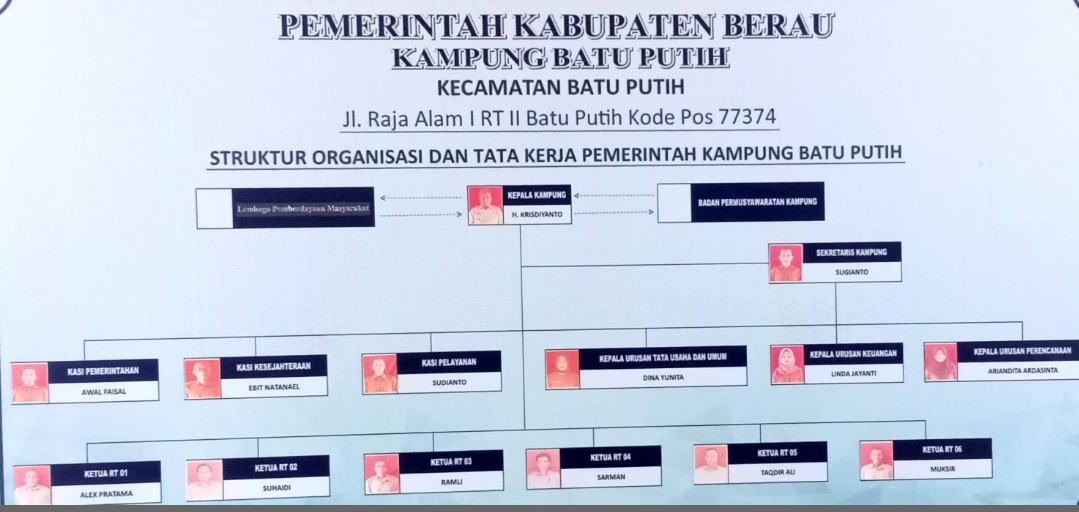 PEMERINTAH KABUPATEN BERAU
KAMPUNG BATU PUTIH
KECAMATAN BATU PUTIH
Jl. Raja Alam I RT II Batu Putih Kode Pos 77374
STRUKTUR ORGANISASI DAN TATA KERJA PEMERINTAH KAMPUNG BATU PUTIH
Lembaga Pemberdayaan Masyarakat
KEPALA KAMPUNG
H. KRISDIYANTO
BADAN PERMUSYAWARATAN KAMPUNG
SEKRETARIS KAMPUNG
SUGIANTO
KASI PEMERINTAHAN
AWAL FAISAL
KASI KESEJAHTERAAN
EBIT NATANAEL
KASI PELAYANAN
SUDIANTO
KEPALA URUSAN TATA USAHA DAN UMUM
DINA YUNITA
KEPALA URUSAN KEUANGAN
LINDA JAYANTI
KEPALA URUSAN PERENCANAAN
ARIANDITA ARDASINTA
KETUA RT 01
ALEX PRATAMA
KETUA RT 02
SUHAIDI
KETUA RT 03
RAMLI
KETUA RT 04
SARMAN
KETUA RT 05
TAQDIR ALI
KETUA RT 06
MUKSIR